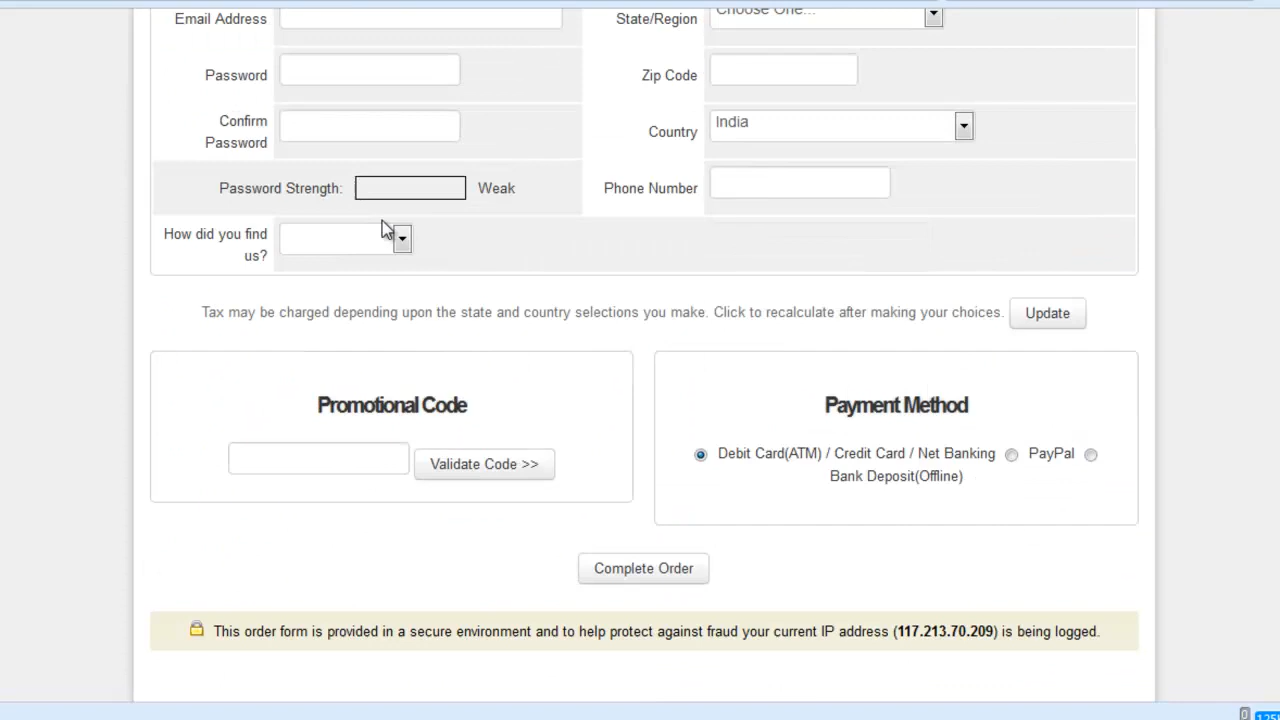 Email Address
State/Region
Choose One...
Password
Zip Code
Confirm
Password
Country
India
Password Strength:
Weak
Phone Number
How did you find
us?
Tax may be charged depending upon the state and country selections you make. Click to recalculate after making your choices.
Update
Promotional Code
Validate Code >>
Payment Method
Debit Card(ATM) / Credit Card / Net Banking
PayPal
Bank Deposit(Offline)
Complete Order
This order form is provided in a secure environment and to help protect against fraud your current IP address (117.213.70.209) is being logged.